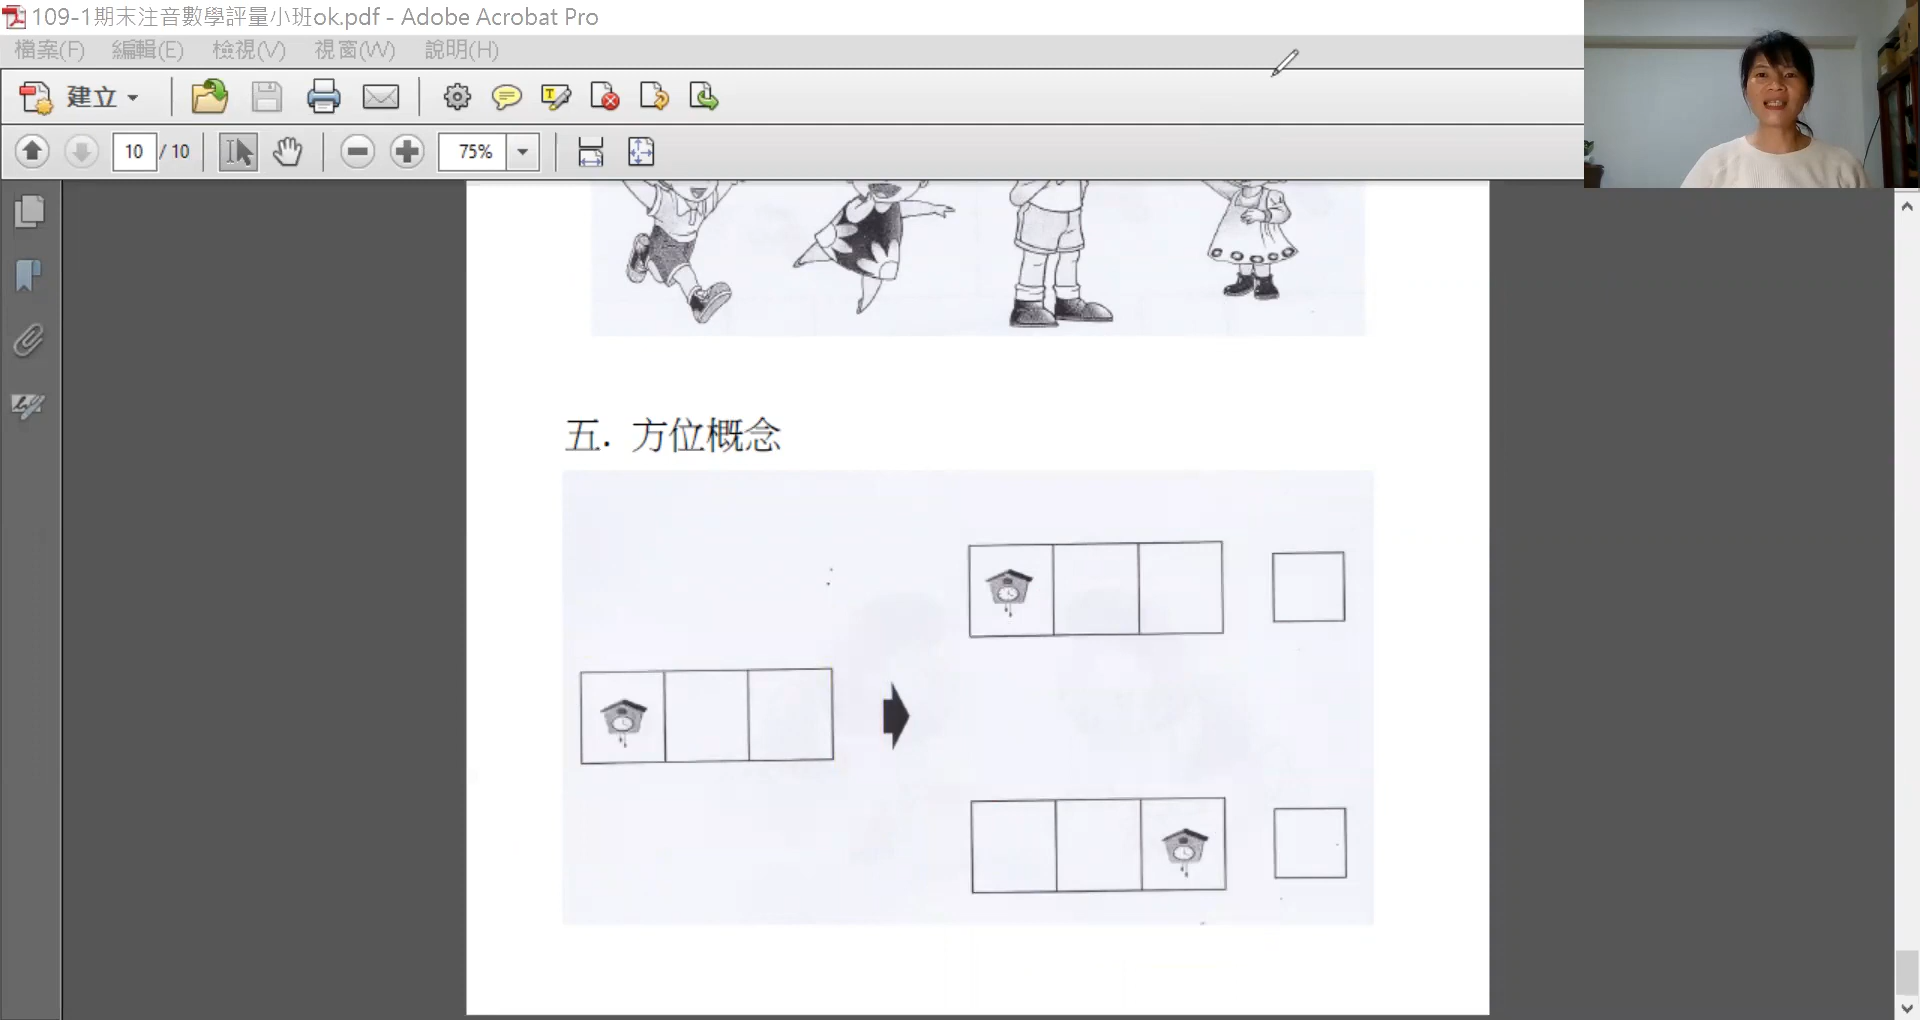 109-1期末注音數學評量小班ok.pdf - Adobe Acrobat Pro
檔案(F) 編輯(E) 檢視(V) 視窗(W) 說明(H)
建立
10 / 10 75%
五. 方位概念